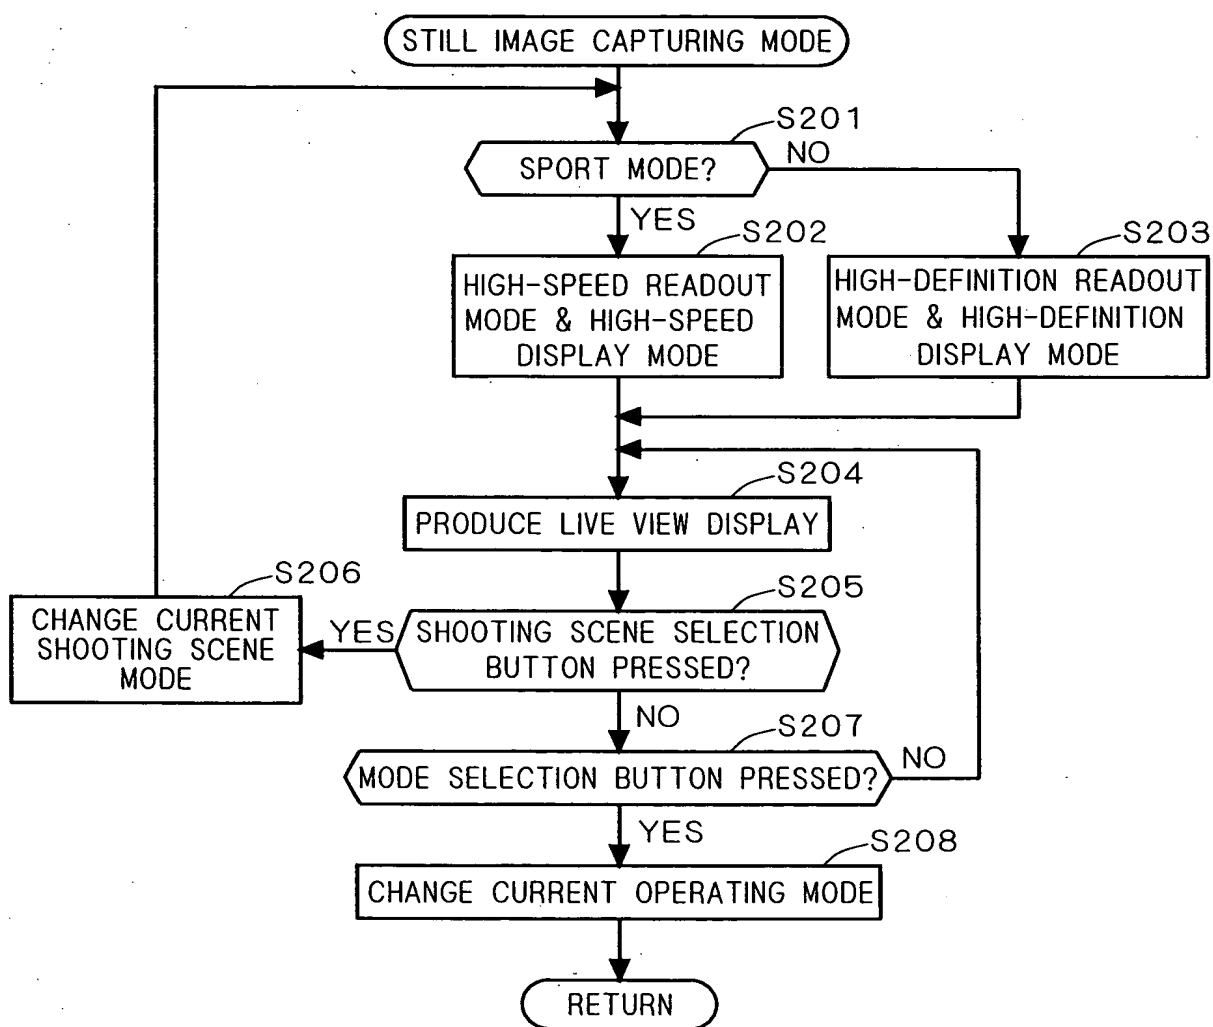 STILL IMAGE CAPTURING MODE
S201
SPORT MODE?
NO
YES
S202
HIGH-SPEED READOUT
MODE & HIGH-SPEED
DISPLAY MODE
S203
HIGH-DEFINITION READOUT
MODE & HIGH-DEFINITION
DISPLAY MODE
S204
PRODUCE LIVE VIEW DISPLAY
S205
SHOOTING SCENE SELECTION
BUTTON PRESSED?
YES
S206
CHANGE CURRENT
SHOOTING SCENE
MODE
NO
S207
MODE SELECTION BUTTON PRESSED?
NO
YES
S208
CHANGE CURRENT OPERATING MODE
RETURN